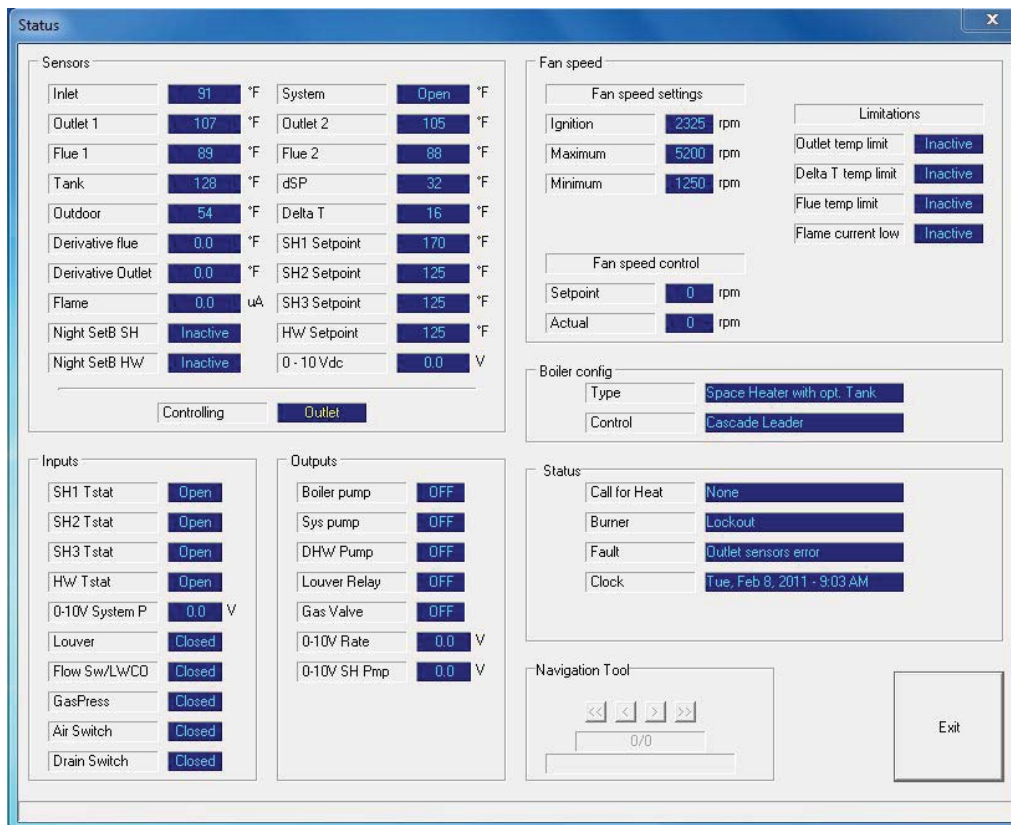 Status
X
Sensors
Inlet 91 °F System Open °F
Outlet 1 107 °F Outlet 2 105 °F
Flue 1 89 °F Flue 2 88 °F
Tank 128 °F dSP 32 °F
Outdoor 54 °F Delta T 16 °F
Derivative flue 0.0 °F SH1 Setpoint 170 °F
Derivative Outlet 0.0 °F SH2 Setpoint 125 °F
Flame 0.0 uA SH3 Setpoint 125 °F
Night SetB SH Inactive HW Setpoint 125 °F
Night SetB HW Inactive 0 - 10 Vdc 0.0 V
Controlling Outlet
Fan speed
Fan speed settings
Ignition 2325 rpm
Maximum 5200 rpm
Minimum 1250 rpm
Limitations
Outlet temp limit Inactive
Delta T temp limit Inactive
Flue temp limit Inactive
Flame current low Inactive
Fan speed control
Setpoint 0 rpm
Actual 0 rpm
Boiler config
Type Space Heater with opt. Tank
Control Cascade Leader
Inputs
SH1 Tstat Open
SH2 Tstat Open
SH3 Tstat Open
HW Tstat Open
0-10V System P 0.0 V
Louver Closed
Flow Sw/LWCO Closed
GasPress Closed
Air Switch Closed
Drain Switch Closed
Outputs
Boiler pump OFF
Sys pump OFF
DHW Pump OFF
Louver Relay OFF
Gas Valve OFF
0-10V Rate 0.0 V
0-10V SH Pmp 0.0 V
Status
Call for Heat None
Burner Lockout
Fault Outlet sensors error
Clock Tue, Feb 8, 2011 - 9:03 AM
Navigation Tool
<< < > >>
0/0
Exit